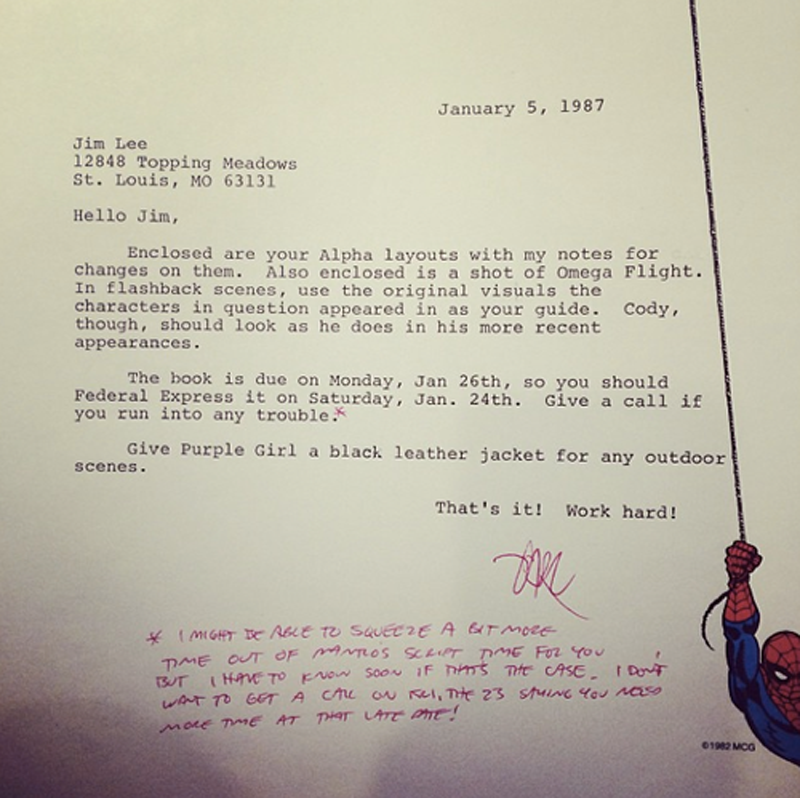 January 5, 1987
Jim Lee
12848 Topping Meadows
St. Louis, MO 63131
Hello Jim,
Enclosed are your Alpha layouts with my notes for
changes on them. Also enclosed is a shot of Omega Flight.
In flashback scenes, use the original visuals the
characters in question appeared in as your guide. Cody,
though, should look as he does in his more recent
appearances.
The book is due on Monday, Jan 26th, so you should
Federal Express it on Saturday, Jan. 24th. Give a call if
you run into any trouble.*
Give Purple Girl a black leather jacket for any outdoor
scenes.
That's it! Work hard!
* I MIGHT BE ABLE TO SQUEEZE A BIT MORE
TIME OUT OF MANTLO'S SCRIPT TIME FOR YOU
BUT I HAVE TO KNOW SOON IF THAT'S THE CASE. I DON'T
WANT TO GET A CALL ON FRI, THE 23 SAYING YOU NEED
MORE TIME AT THAT LATE DATE!
©1982 MCG